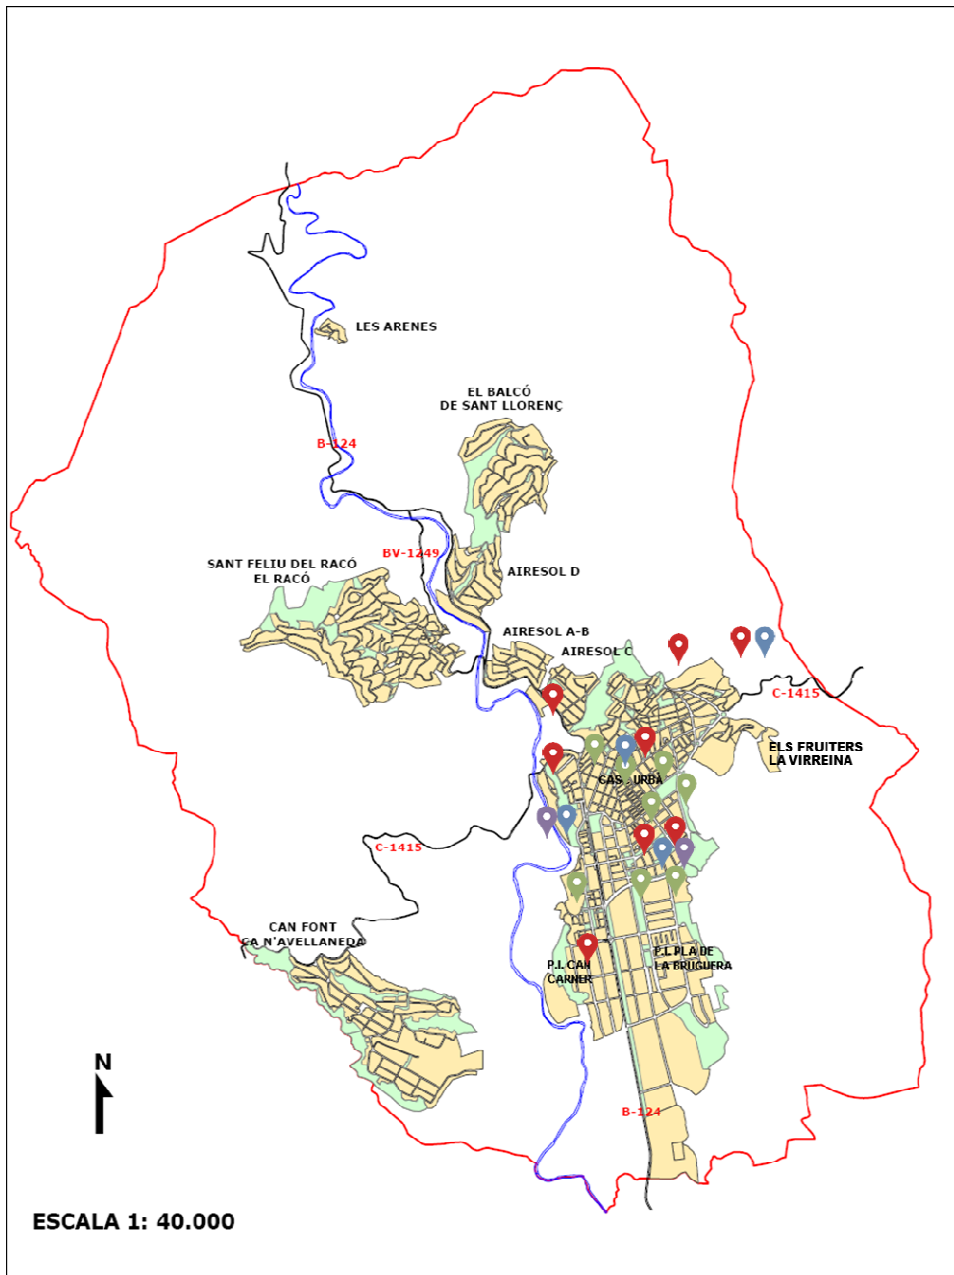 LES ARENES
EL BALCÓ
DE SANT LLORENÇ
B-124
BV-1249
SANT FELIU DEL RACÓ
EL RACÓ
AIRESOL D
AIRESOL A-B
AIRESOL C
C-1415
ELS FRUITERS
LA VIRREINA
URBÀ
C-1415
CAN FONT
CA N'AVELLANEDA
P.I. CAN
CARNER
P.I. PLA DE
LA BRUGUERA
N
B-124
ESCALA 1: 40.000